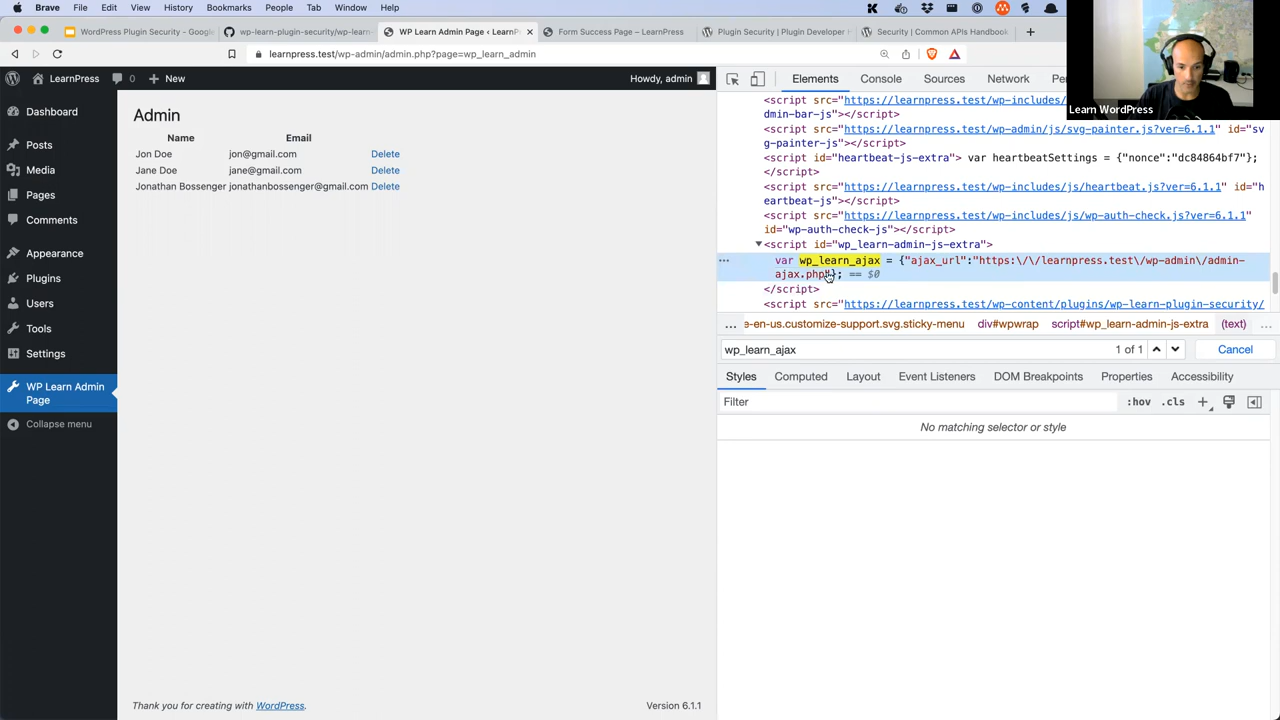 Brave File Edit View History Bookmarks People Tab Window Help
WordPress Plugin Security - Googl
wp-learn-plugin-security/wp-learn-
WP Learn Admin Page ‹ LearnP
Form Success Page – LearnPress
Plugin Security | Plugin Developer
Security | Common APIs Handbook
learnpress.test/wp-admin/admin.php?page=wp_learn_admin
LearnPress 0 New
Howdy, admin
Dashboard
Posts
Media
Pages
Comments
Appearance
Plugins
Users
Tools
Settings
WP Learn Admin
Page
Collapse menu
Admin
Name Email
Jon Doe jon@gmail.com Delete
Jane Doe jane@gmail.com Delete
Jonathan Bossenger jonathanbossenger@gmail.com Delete
Thank you for creating with WordPress.
Version 6.1.1
Elements Console Sources Network Pe
Learn WordPress
<script src="https://learnpress.test/wp-includes/
dmin-bar-js"></script>
<script src="https://learnpress.test/wp-admin/js/svg-painter.js?ver=6.1.1" id="sv
g-painter-js"></script>
<script id="heartbeat-js-extra"> var heartbeatSettings = {"nonce":"dc84864bf7"};
</script>
<script src="https://learnpress.test/wp-includes/js/heartbeat.js?ver=6.1.1" id="h
eartbeat-js"></script>
<script src="https://learnpress.test/wp-includes/js/wp-auth-check.js?ver=6.1.1"
id="wp-auth-check-js"></script>
<script id="wp_learn-admin-js-extra">
var wp_learn_ajax = {"ajax_url":"https:\/\/learnpress.test\/wp-admin\/admin-
ajax.php"}; == $0
</script>
<script src="https://learnpress.test/wp-content/plugins/wp-learn-plugin-security/
... e-en-us.customize-support.svg.sticky-menu div#wpwrap script#wp_learn-admin-js-extra (text) ...
wp_learn_ajax 1 of 1 Cancel
Styles Computed Layout Event Listeners DOM Breakpoints Properties Accessibility
Filter :hov .cls
No matching selector or style